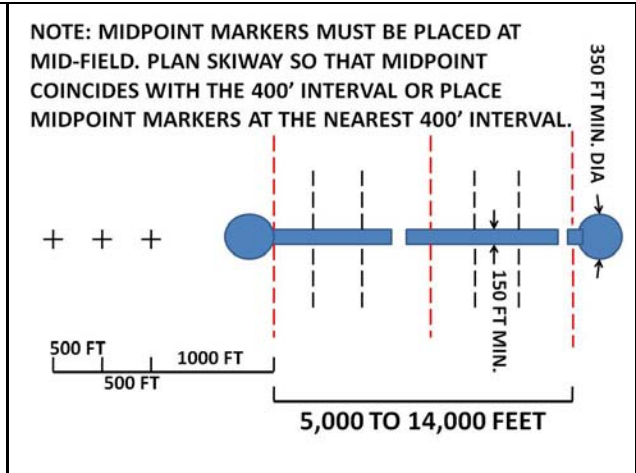 NOTE: MIDPOINT MARKERS MUST BE PLACED AT
MID-FIELD. PLAN SKIWAY SO THAT MIDPOINT
COINCIDES WITH THE 400’ INTERVAL OR PLACE
MIDPOINT MARKERS AT THE NEAREST 400’ INTERVAL.
350 FT MIN. DIA
150 FT MIN.
500 FT
1000 FT
500 FT
5,000 TO 14,000 FEET